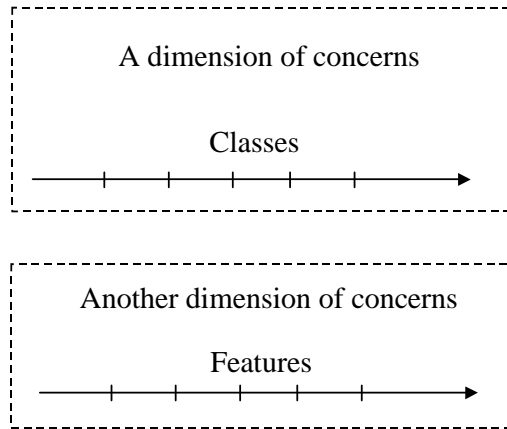 A dimension of concerns
Classes
Another dimension of concerns
Features